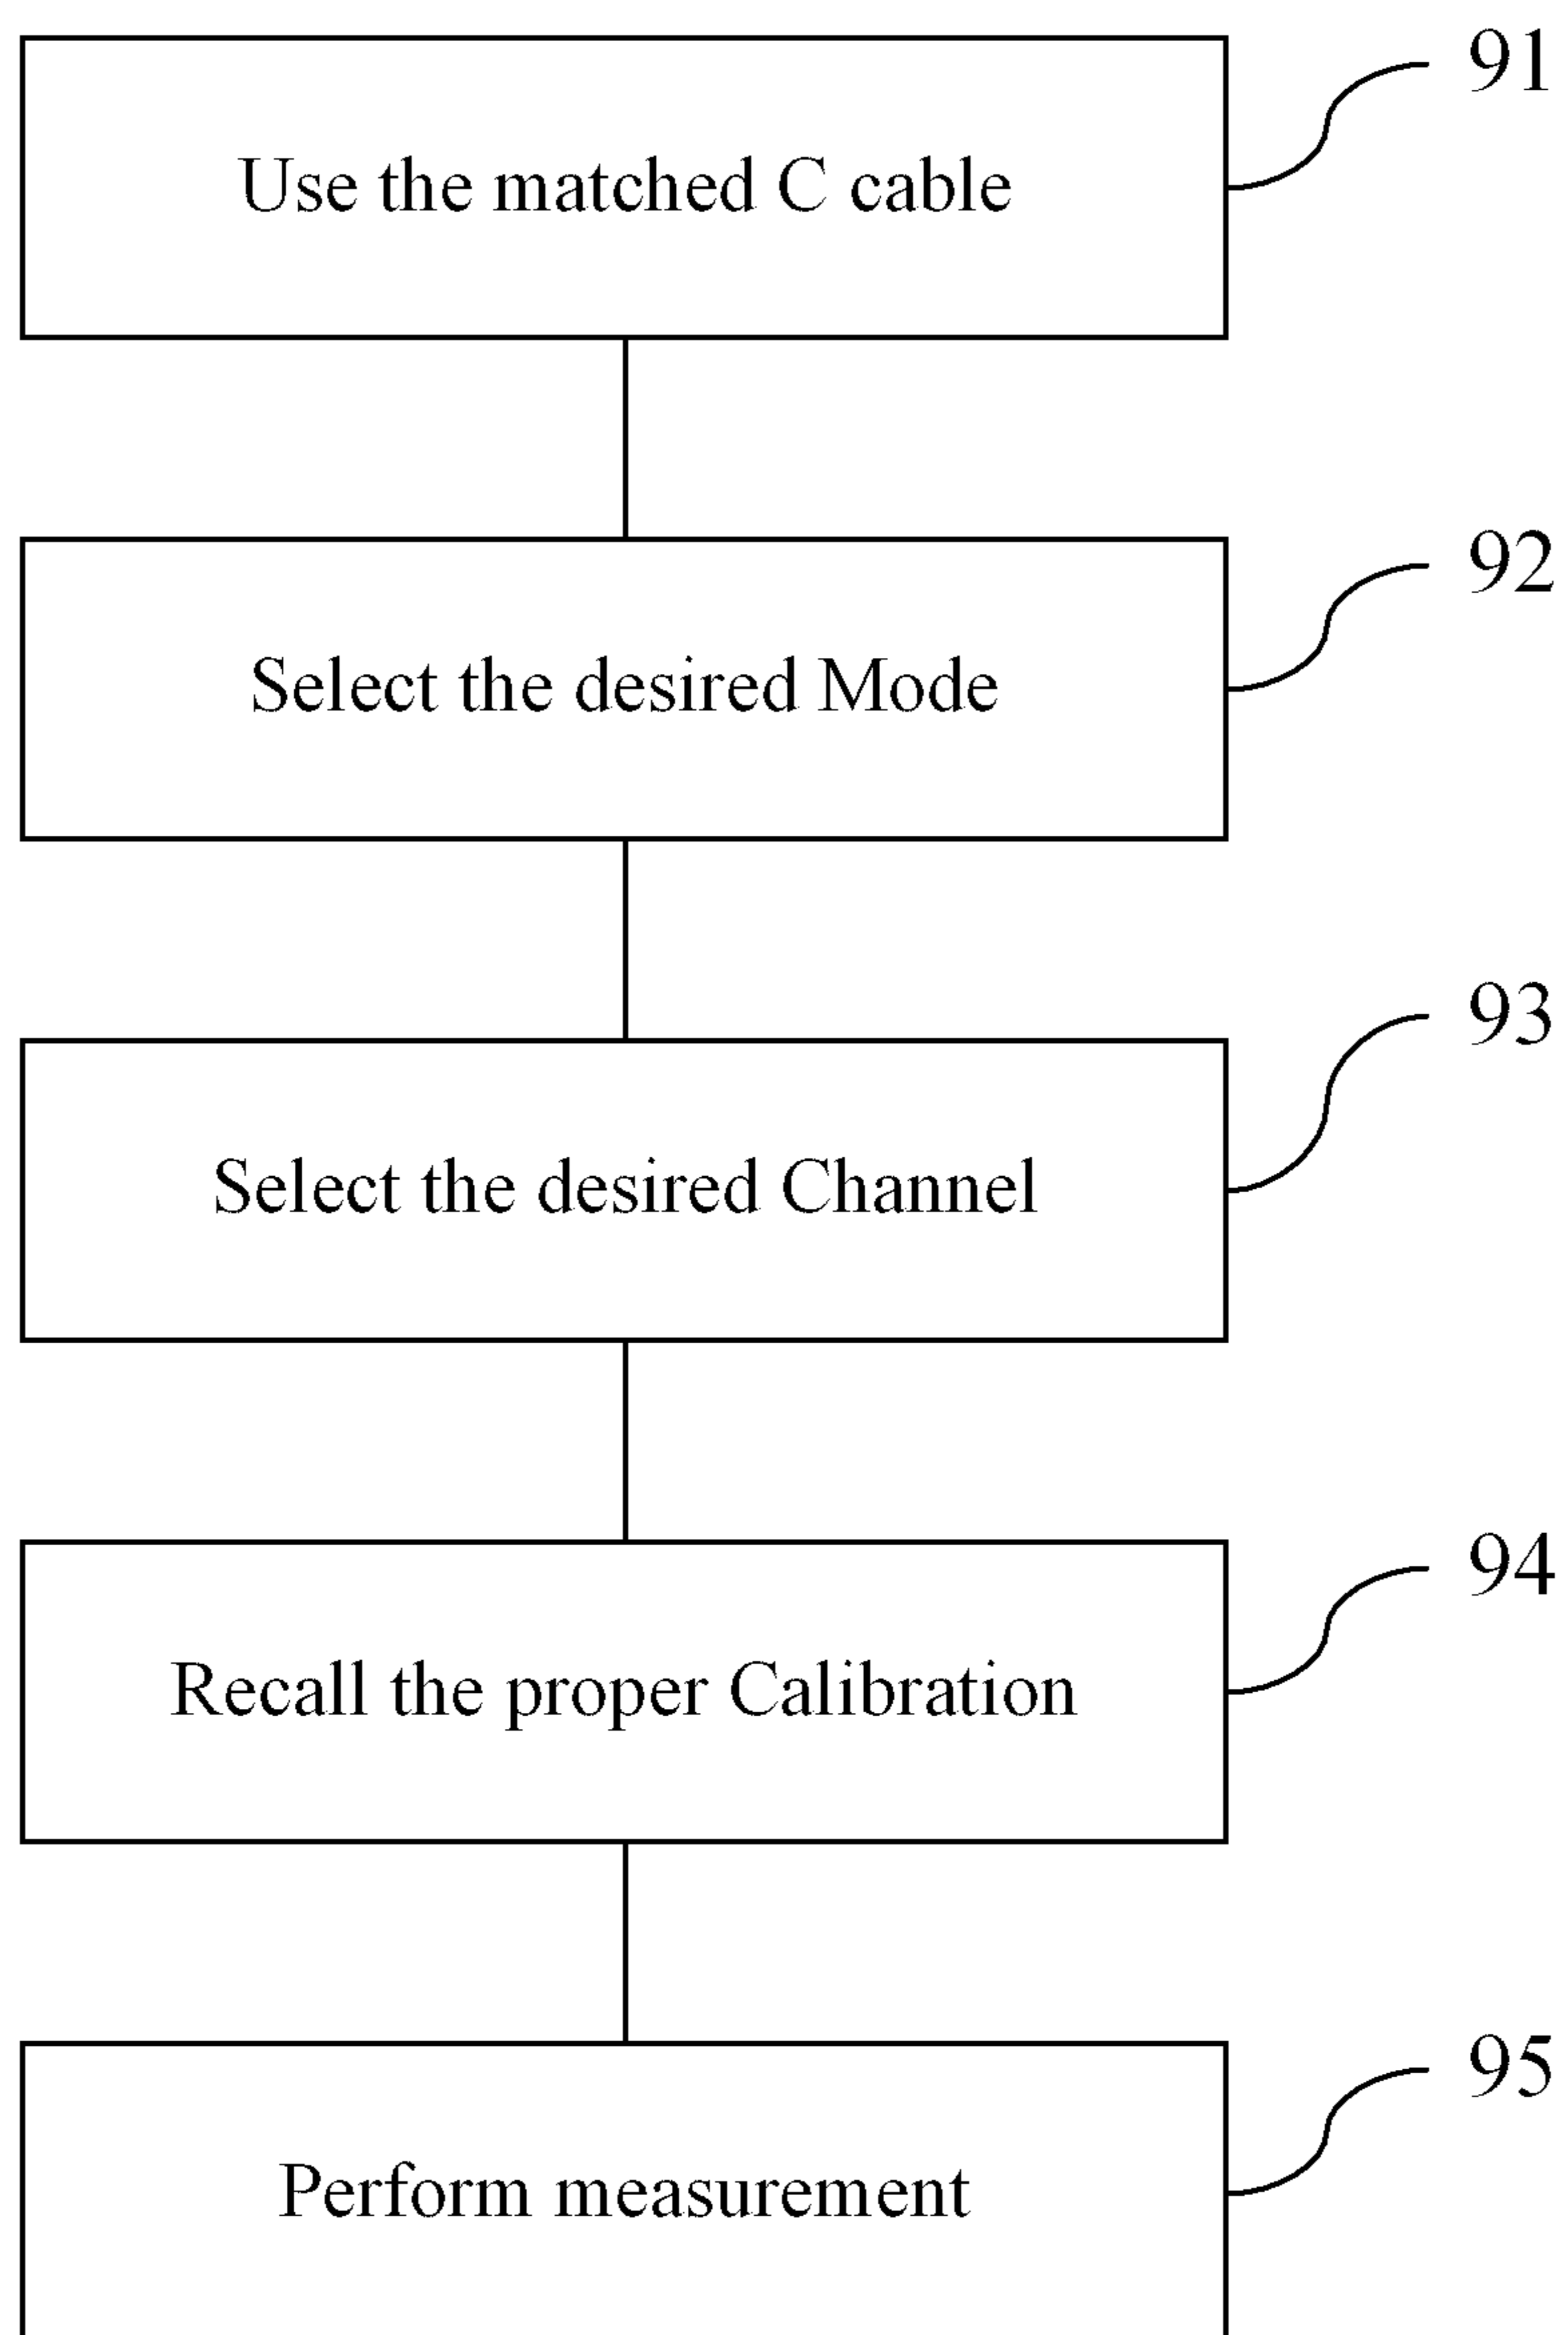 91
Use the matched C cable
92
Select the desired Mode
93
Select the desired Channel
94
Recall the proper Calibration
95
Perform measurement